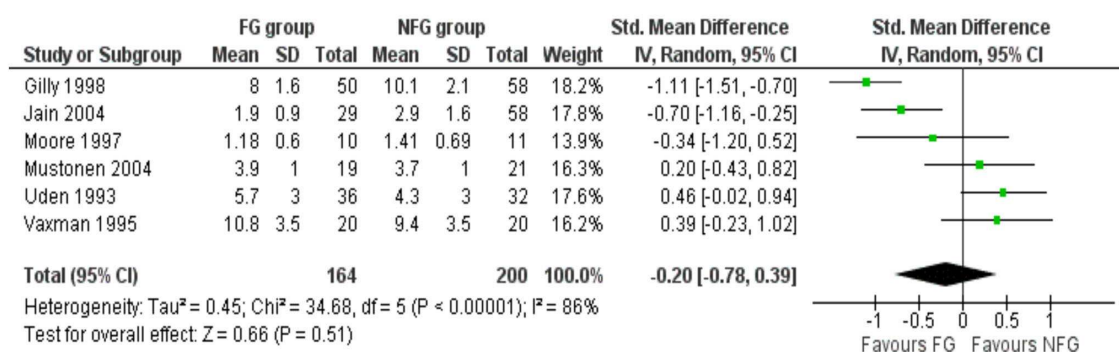 FG group NFG group Std. Mean Difference Std. Mean Difference
Study or Subgroup Mean SD Total Mean SD Total Weight IV, Random, 95% CI IV, Random, 95% CI
Gilly 1998 8 1.6 50 10.1 2.1 58 18.2% -1.11 [-1.51, -0.70]
Jain 2004 1.9 0.9 29 2.9 1.6 58 17.8% -0.70 [-1.16, -0.25]
Moore 1997 1.18 0.6 10 1.41 0.69 11 13.9% -0.34 [-1.20, 0.52]
Mustonen 2004 3.9 1 19 3.7 1 21 16.3% 0.20 [-0.43, 0.82]
Uden 1993 5.7 3 36 4.3 3 32 17.6% 0.46 [-0.02, 0.94]
Vaxman 1995 10.8 3.5 20 9.4 3.5 20 16.2% 0.39 [-0.23, 1.02]
Total (95% CI) 164 200 100.0% -0.20 [-0.78, 0.39]
Heterogeneity: Tau² = 0.45; Chi² = 34.68, df = 5 (P < 0.00001); I² = 86%
Test for overall effect: Z = 0.66 (P = 0.51)
-1 -0.5 0 0.5 1
Favours FG Favours NFG